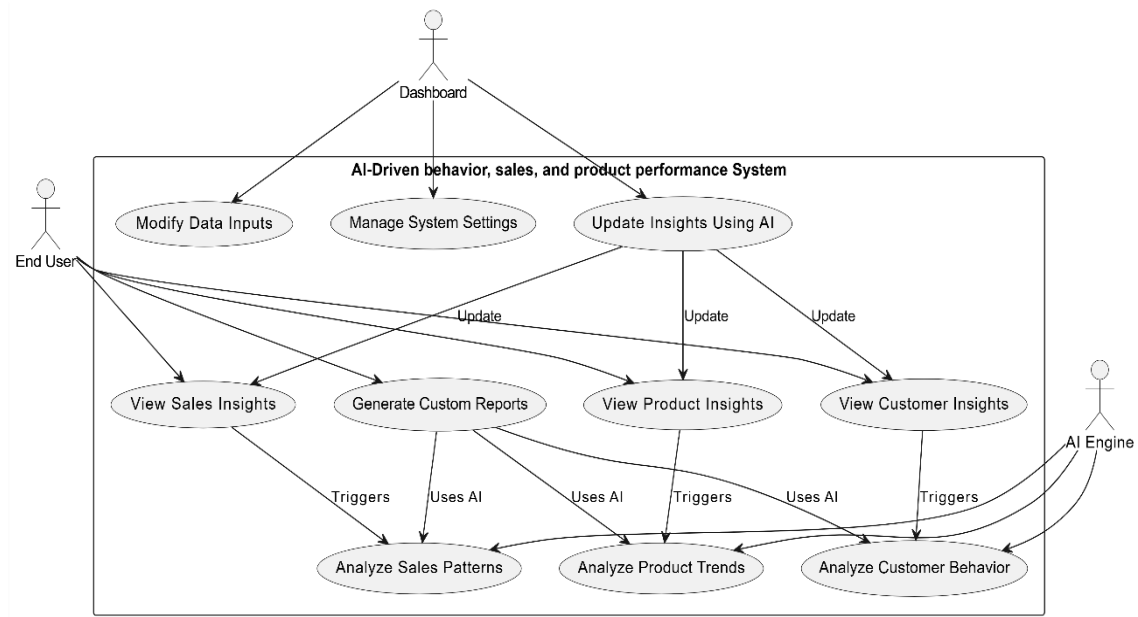 Dashboard
AI-Driven behavior, sales, and product performance System
Modify Data Inputs
Manage System Settings
Update Insights Using AI
End User
Update
Update
Update
View Sales Insights
Generate Custom Reports
View Product Insights
View Customer Insights
AI Engine
Triggers
Uses AI
Uses AI
Triggers
Uses AI
Triggers
Analyze Sales Patterns
Analyze Product Trends
Analyze Customer Behavior